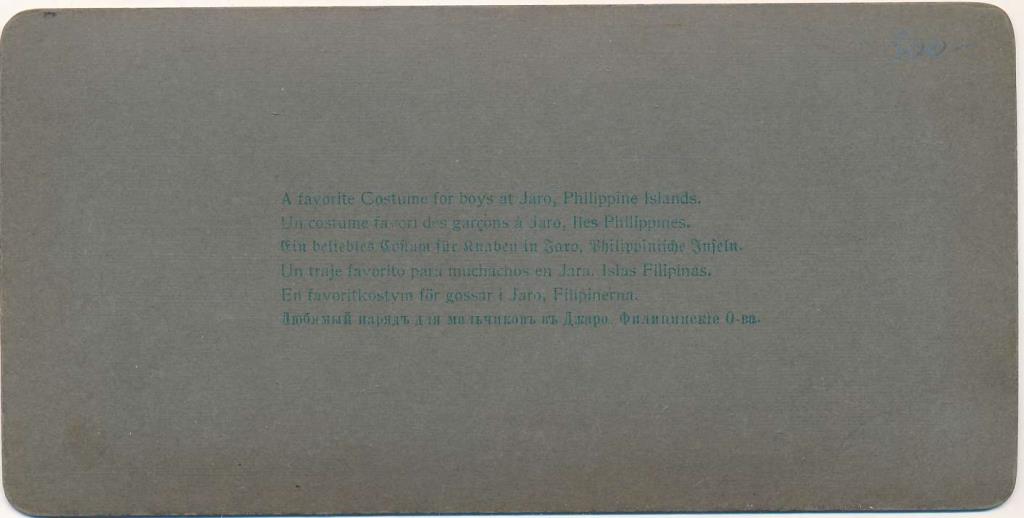 A favorite Costume for boys at Jaro, Philippine Islands.
Un costume favori des garçons à Jaro, Iles Philippines.
Ein beliebtes Costum für Knaben in Jaro, Philippinische Inseln.
Un traje favorito para muchachos en Jara, Islas Filipinas.
En favoritkostym för gossar i Jaro, Filipinerna.
Любимый нарядъ для мальчиковъ въ Джаро. Филипинскіе О-ва.